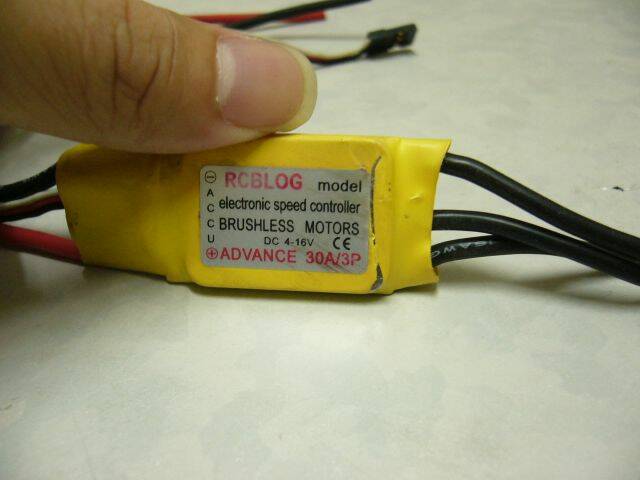 RCBLOG model
electronic speed controller
BRUSHLESS MOTORS
DC 4-16V CE
ADVANCE 30A/3P
ACCU